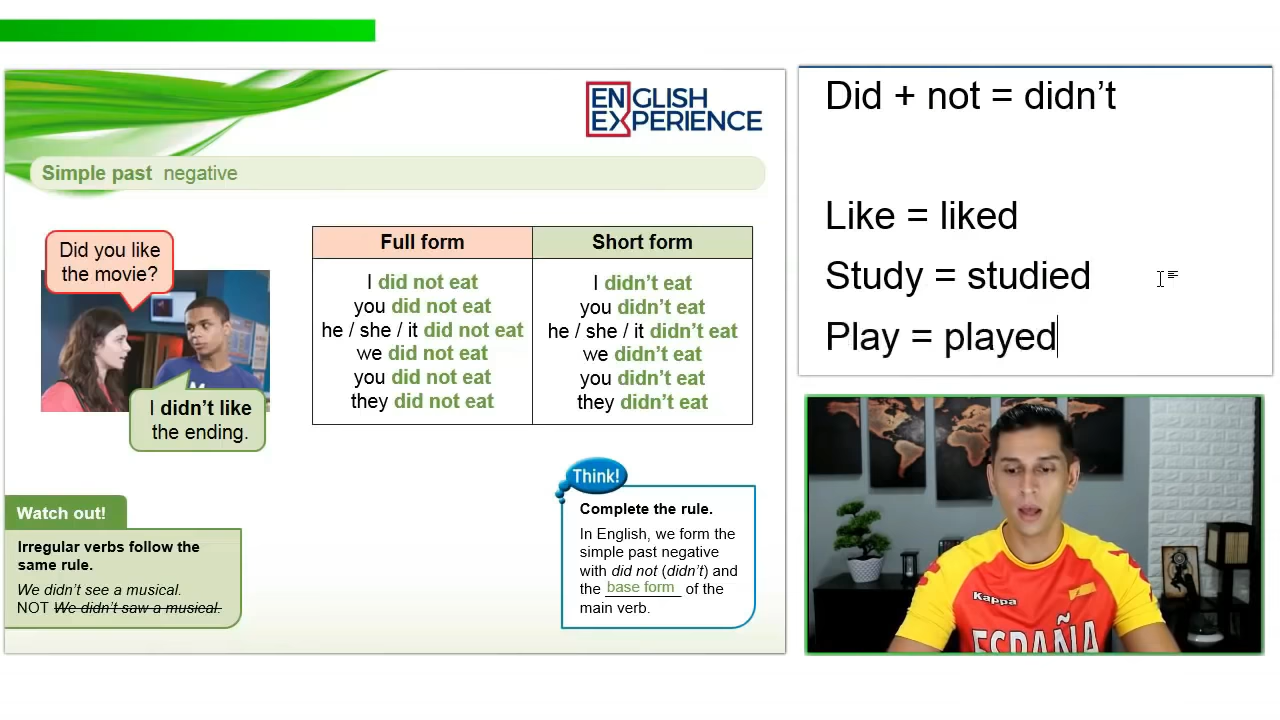 ENGLISH
EXPERIENCE
Simple past negative
Did you like
the movie?
I didn't like
the ending.
Full form
I did not eat
you did not eat
he / she / it did not eat
we did not eat
you did not eat
they did not eat
Short form
I didn't eat
you didn't eat
he / she / it didn't eat
we didn't eat
you didn't eat
they didn't eat
Watch out!
Irregular verbs follow the
same rule.
We didn't see a musical.
NOT We didn't saw a musical.
Think!
Complete the rule.
In English, we form the
simple past negative
with did not (didn't) and
the base form of the
main verb.
Did + not = didn't
Like = liked
Study = studied
Play = played
Kappa
ESPAÑA